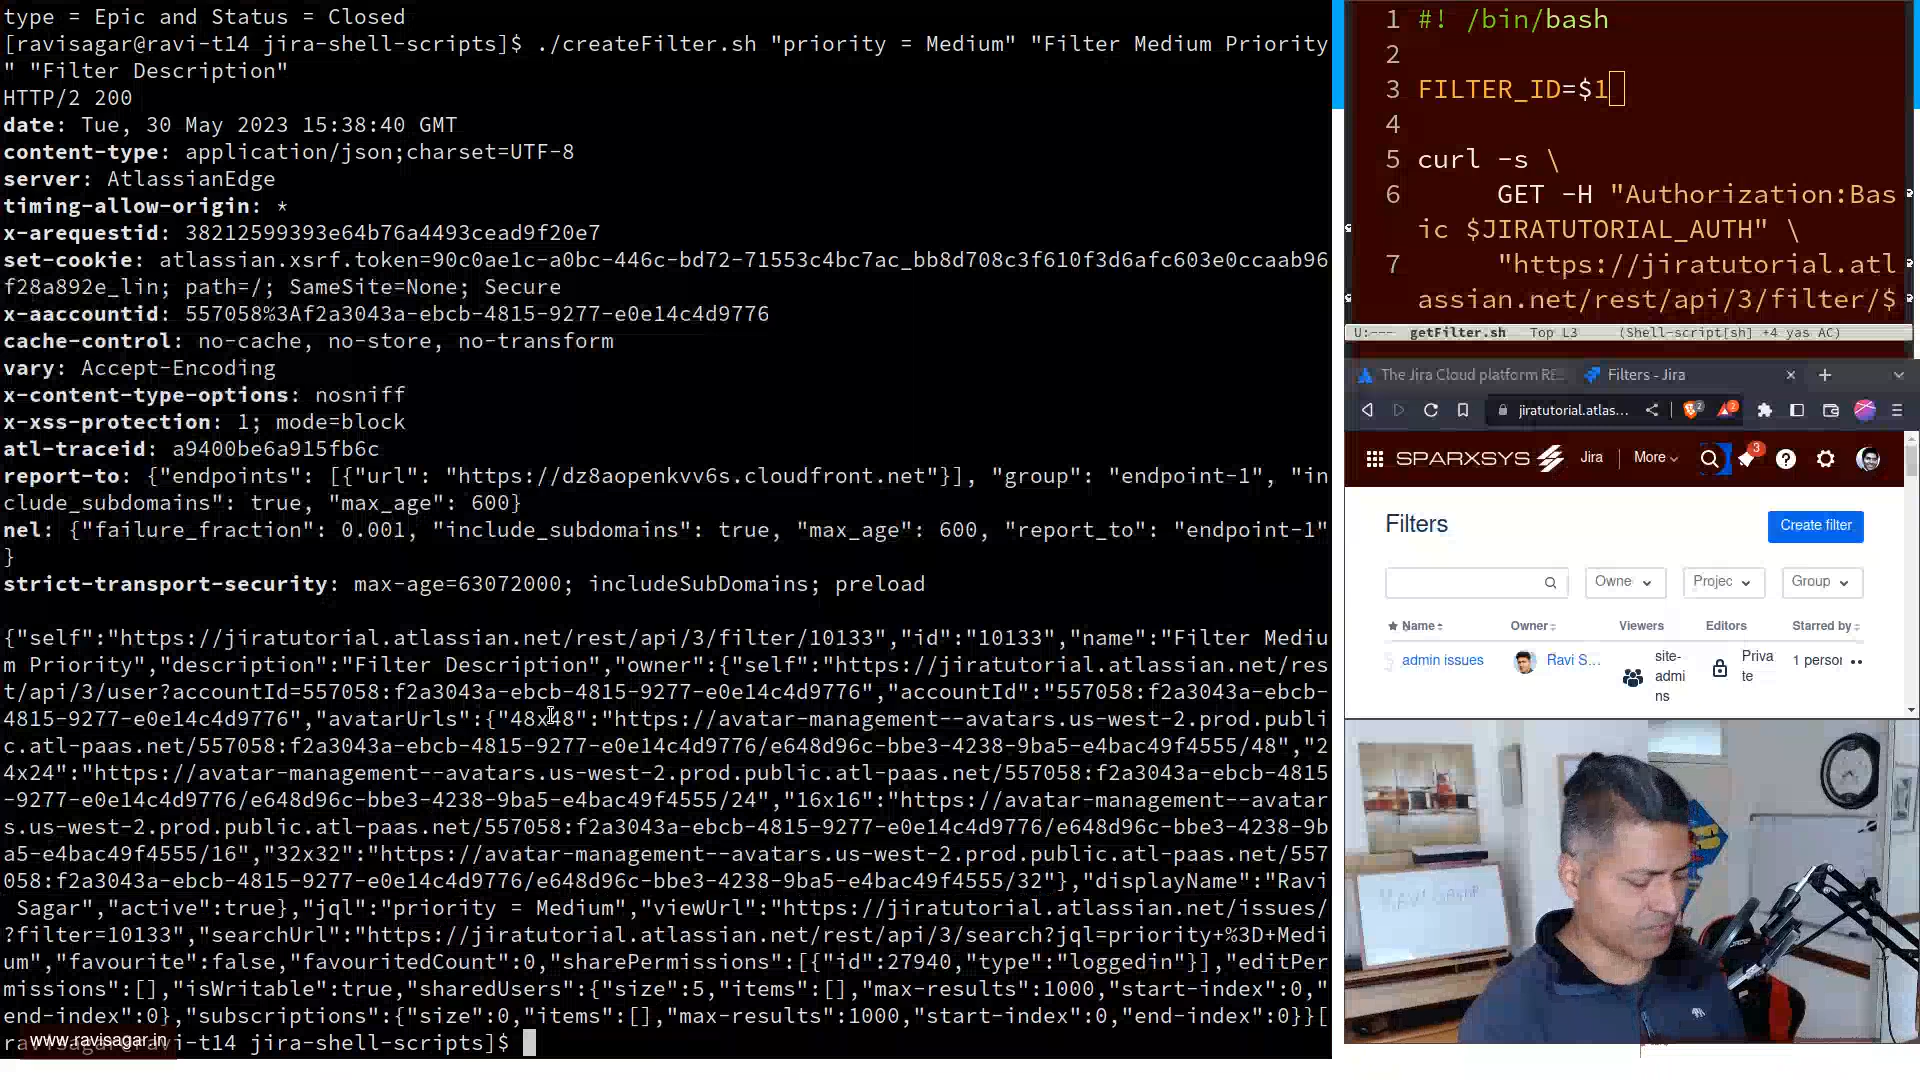 type = Epic and Status = Closed
[ravisagar@ravi-t14 jira-shell-scripts]$ ./createFilter.sh "priority = Medium" "Filter Medium Priority
" "Filter Description"
HTTP/2 200
date: Tue, 30 May 2023 15:38:40 GMT
content-type: application/json;charset=UTF-8
server: AtlassianEdge
timing-allow-origin: *
x-arequestid: 38212599393e64b76a4493cead9f20e7
set-cookie: atlassian.xsrf.token=90c0ae1c-a0bc-446c-bd72-71553c4bc7ac_bb8d708c3f610f3d6afc603e0ccaab96
f28a892e_lin; path=/; SameSite=None; Secure
x-aaccountid: 557058%3Af2a3043a-ebcb-4815-9277-e0e14c4d9776
cache-control: no-cache, no-store, no-transform
vary: Accept-Encoding
x-content-type-options: nosniff
x-xss-protection: 1; mode=block
atl-traceid: a9400be6a915fb6c
report-to: {"endpoints": [{"url": "https://dz8aopenkvv6s.cloudfront.net"}], "group": "endpoint-1", "in
clude_subdomains": true, "max_age": 600}
nel: {"failure_fraction": 0.001, "include_subdomains": true, "max_age": 600, "report_to": "endpoint-1"
}
strict-transport-security: max-age=63072000; includeSubDomains; preload
{"self":"https://jiratutorial.atlassian.net/rest/api/3/filter/10133","id":"10133","name":"Filter Mediu
m Priority","description":"Filter Description","owner":{"self":"https://jiratutorial.atlassian.net/res
t/api/3/user?accountId=557058:f2a3043a-ebcb-4815-9277-e0e14c4d9776","accountId":"557058:f2a3043a-ebcb-
4815-9277-e0e14c4d9776","avatarUrls":{"48x48":"https://avatar-management--avatars.us-west-2.prod.publi
c.atl-paas.net/557058:f2a3043a-ebcb-4815-9277-e0e14c4d9776/e648d96c-bbe3-4238-9ba5-e4bac49f4555/48","2
4x24":"https://avatar-management--avatars.us-west-2.prod.public.atl-paas.net/557058:f2a3043a-ebcb-4815
-9277-e0e14c4d9776/e648d96c-bbe3-4238-9ba5-e4bac49f4555/24","16x16":"https://avatar-management--avatar
s.us-west-2.prod.public.atl-paas.net/557058:f2a3043a-ebcb-4815-9277-e0e14c4d9776/e648d96c-bbe3-4238-9b
a5-e4bac49f4555/16","32x32":"https://avatar-management--avatars.us-west-2.prod.public.atl-paas.net/557
058:f2a3043a-ebcb-4815-9277-e0e14c4d9776/e648d96c-bbe3-4238-9ba5-e4bac49f4555/32"},"displayName":"Ravi
Sagar","active":true},"jql":"priority = Medium","viewUrl":"https://jiratutorial.atlassian.net/issues/
?filter=10133","searchUrl":"https://jiratutorial.atlassian.net/rest/api/3/search?jql=priority+%3D+Medi
um","favourite":false,"favouritedCount":0,"sharePermissions":[{"id":27940,"type":"loggedin"}],"editPer
missions":[],"isWritable":true,"sharedUsers":{"size":5,"items":[],"max-results":1000,"start-index":0,"
end-index":0},"subscriptions":{"size":0,"items":[],"max-results":1000,"start-index":0,"end-index":0}}[
ravisagar@ravi-t14 jira-shell-scripts]$
www.ravisagar.in
1 #! /bin/bash
2
3 FILTER_ID=$1
4
5 curl -s \
6 GET -H "Authorization:Bas
ic $JIRATUTORIAL_AUTH" \
7 "https://jiratutorial.atl
assian.net/rest/api/3/filter/$
U:--- getFilter.sh Top L3 (Shell-script[sh] +4 yas AC)
The Jira Cloud platform RE... Filters - Jira
jiratutorial.atlas... 2 2
SPARXSYS Jira More 3
Filters Create filter
Owne Projec Group
Name Owner Viewers Editors Starred by
admin issues Ravi S... site-admi ns Priva te 1 persor